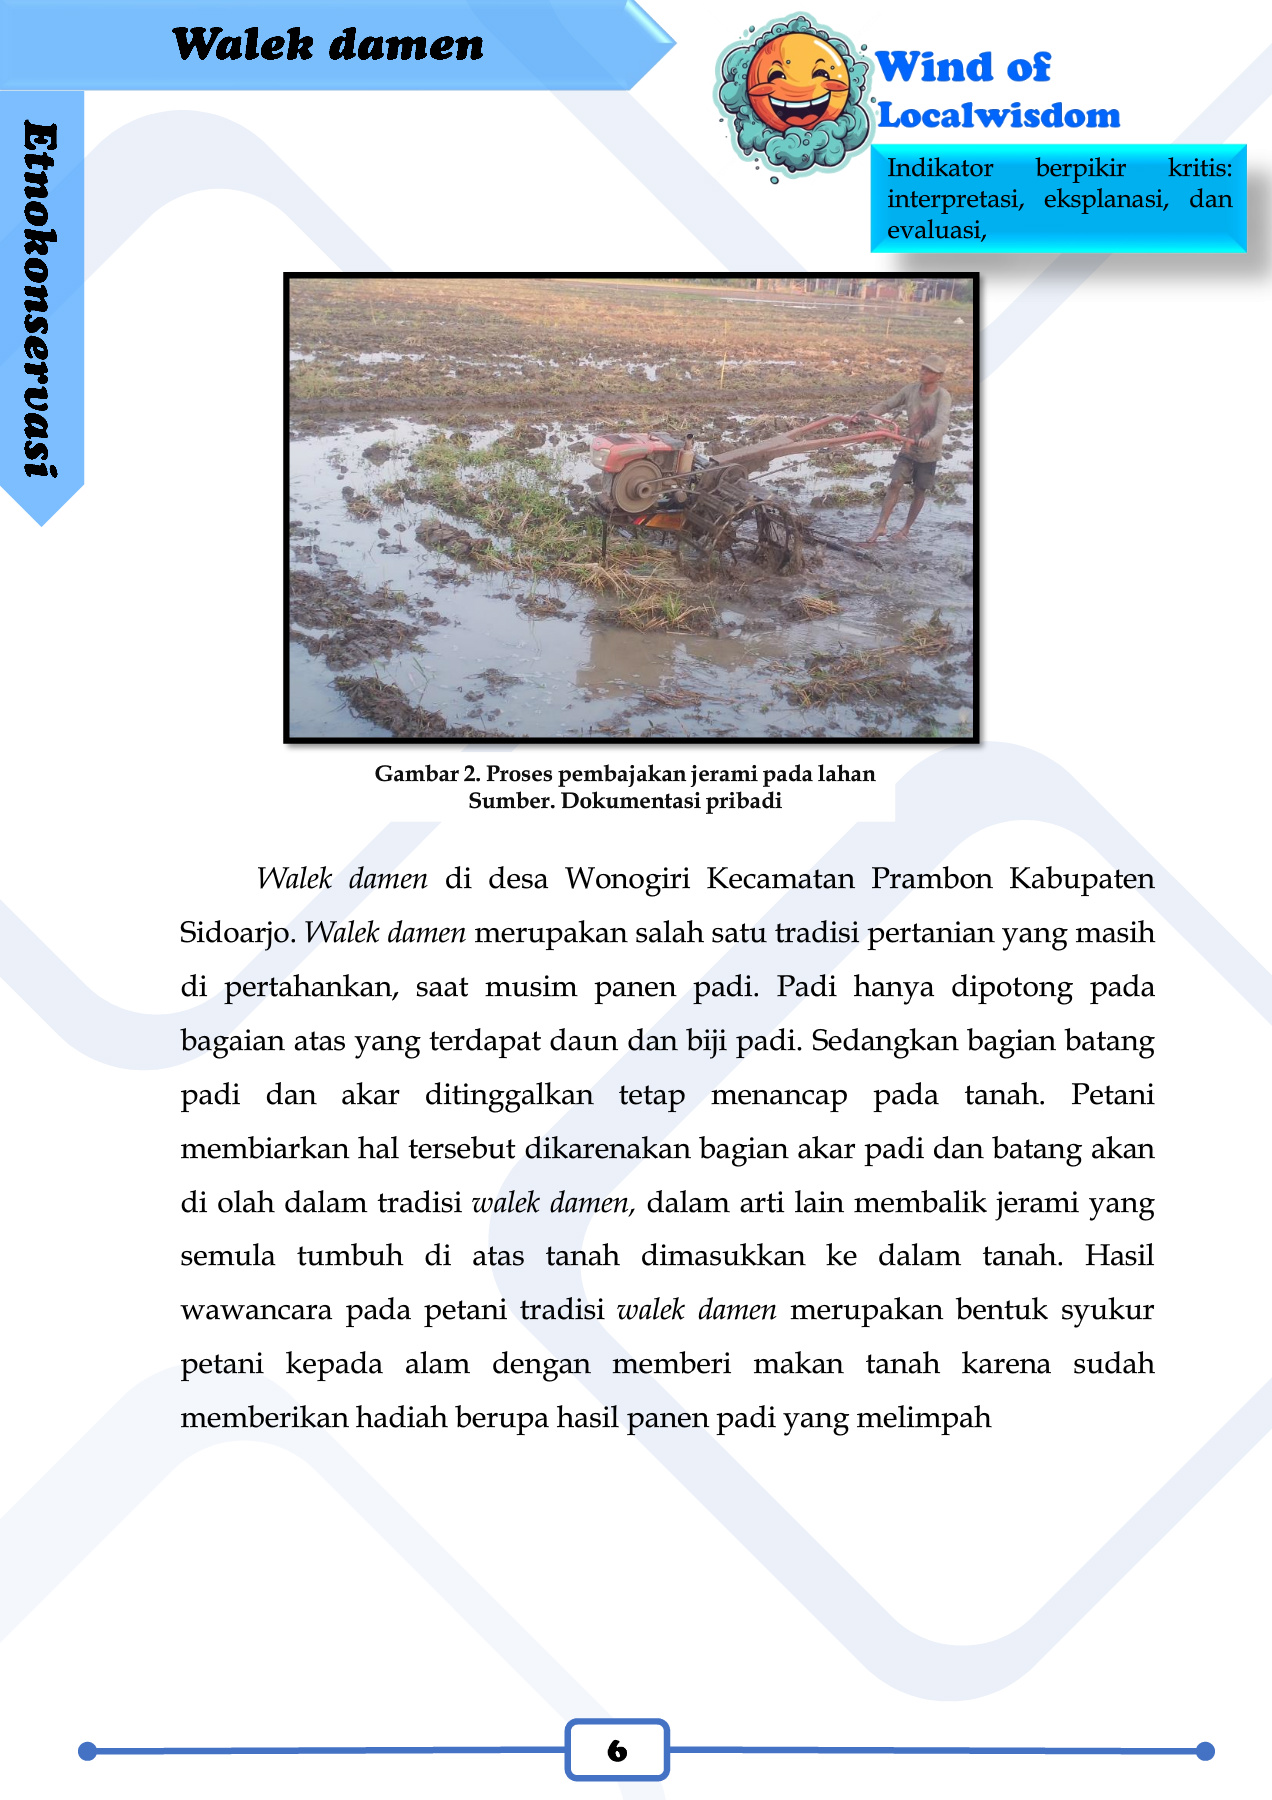 Walek damen
Wind of
Localwisdom
Indikator berpikir kritis:
interpretasi, eksplanasi, dan
evaluasi,
Etnokonservasi
Gambar 2. Proses pembajakan jerami pada lahan
Sumber. Dokumentasi pribadi
Walek damen di desa Wonogiri Kecamatan Prambon Kabupaten
Sidoarjo. Walek damen merupakan salah satu tradisi pertanian yang masih
di pertahankan, saat musim panen padi. Padi hanya dipotong pada
bagaian atas yang terdapat daun dan biji padi. Sedangkan bagian batang
padi dan akar ditinggalkan tetap menancap pada tanah. Petani
membiarkan hal tersebut dikarenakan bagian akar padi dan batang akan
di olah dalam tradisi walek damen, dalam arti lain membalik jerami yang
semula tumbuh di atas tanah dimasukkan ke dalam tanah. Hasil
wawancara pada petani tradisi walek damen merupakan bentuk syukur
petani kepada alam dengan memberi makan tanah karena sudah
memberikan hadiah berupa hasil panen padi yang melimpah
6